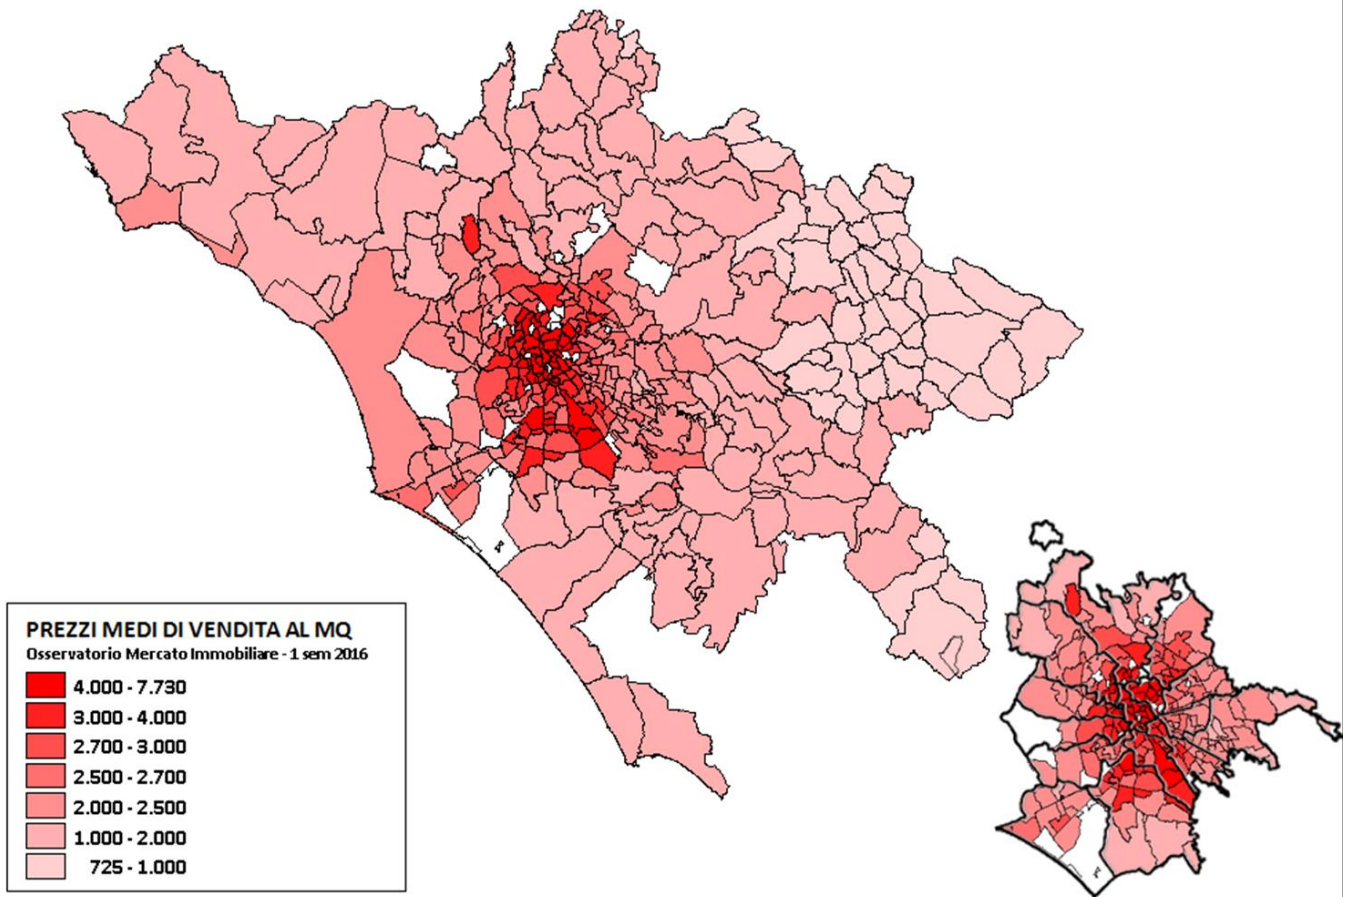 PREZZI MEDI DI VENDITA AL MQ
Osservatorio Mercato Immobiliare - 1 sem 2016
4.000 - 7.730
3.000 - 4.000
2.700 - 3.000
2.500 - 2.700
2.000 - 2.500
1.000 - 2.000
725 - 1.000